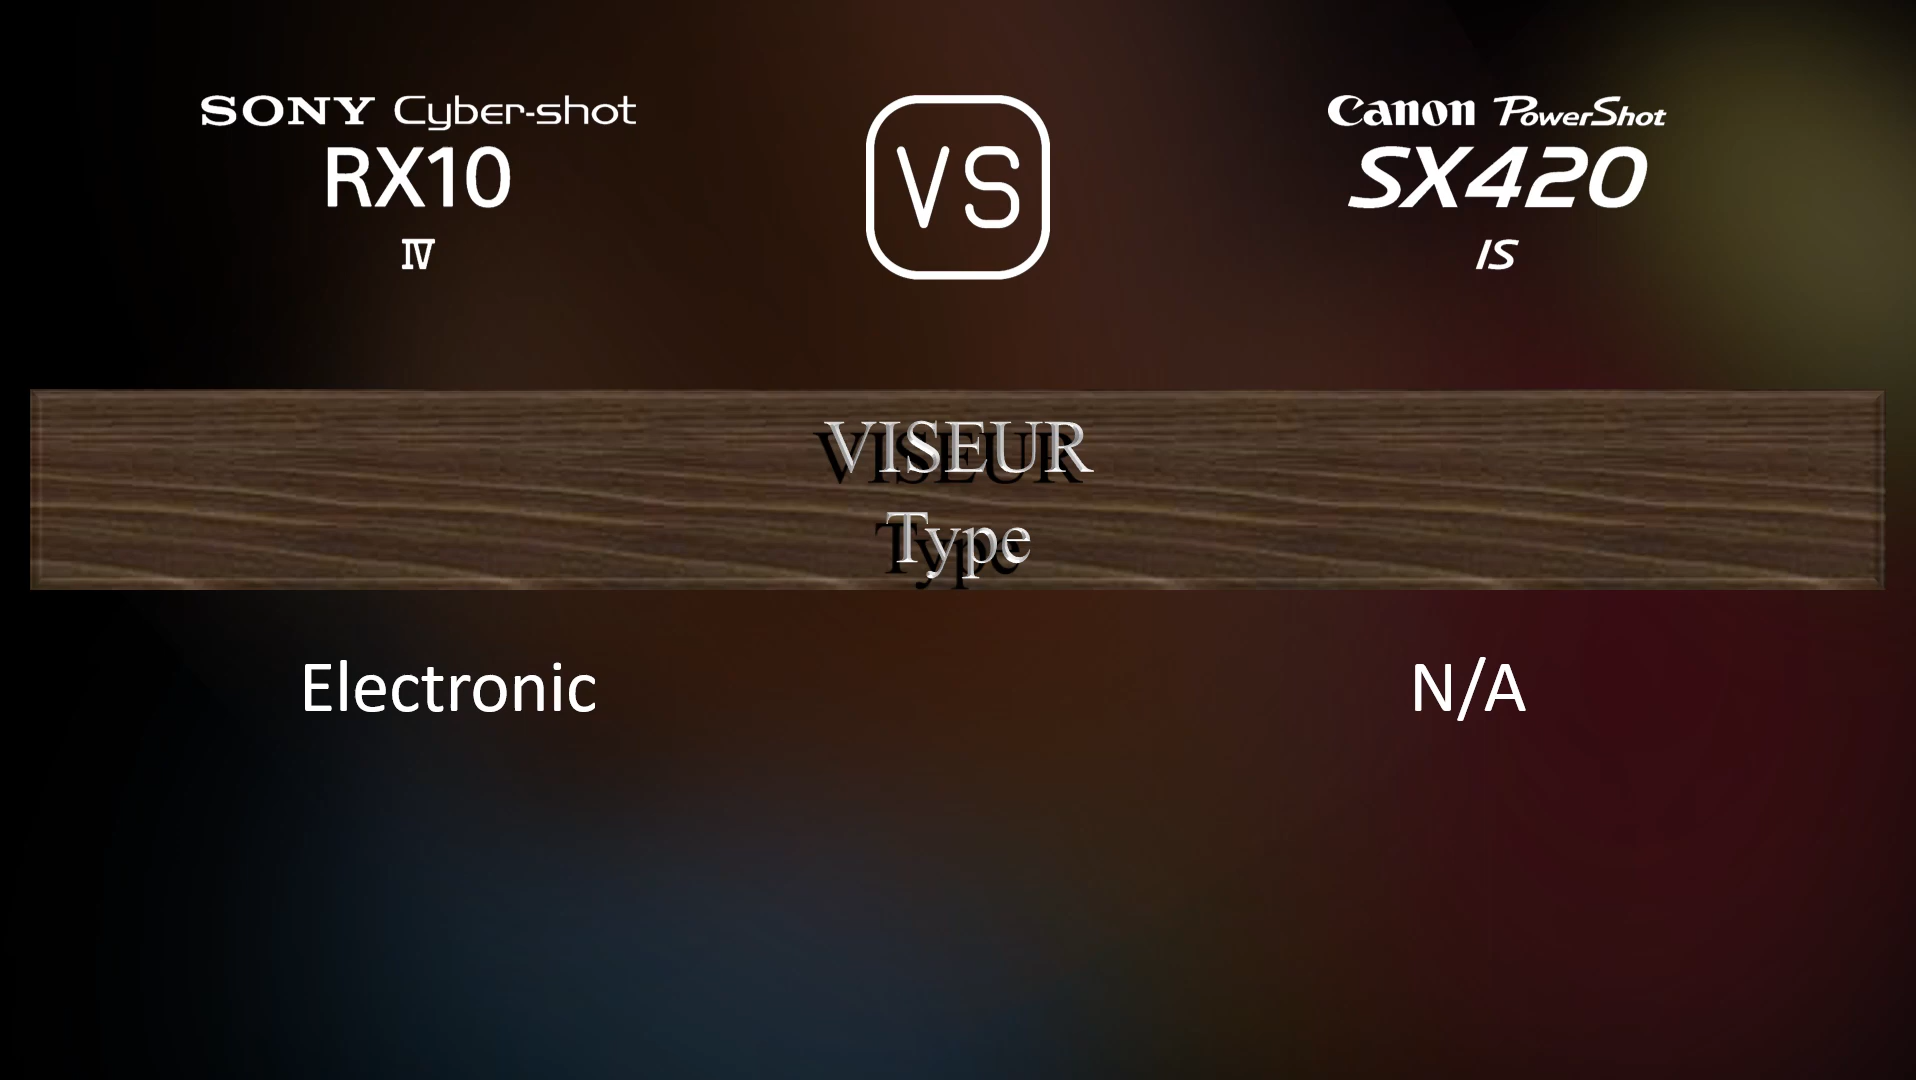 SONY Cyber-shot
RX10
IV
VS
Canon PowerShot
SX420
IS
VISEUR
Type
Electronic
N/A